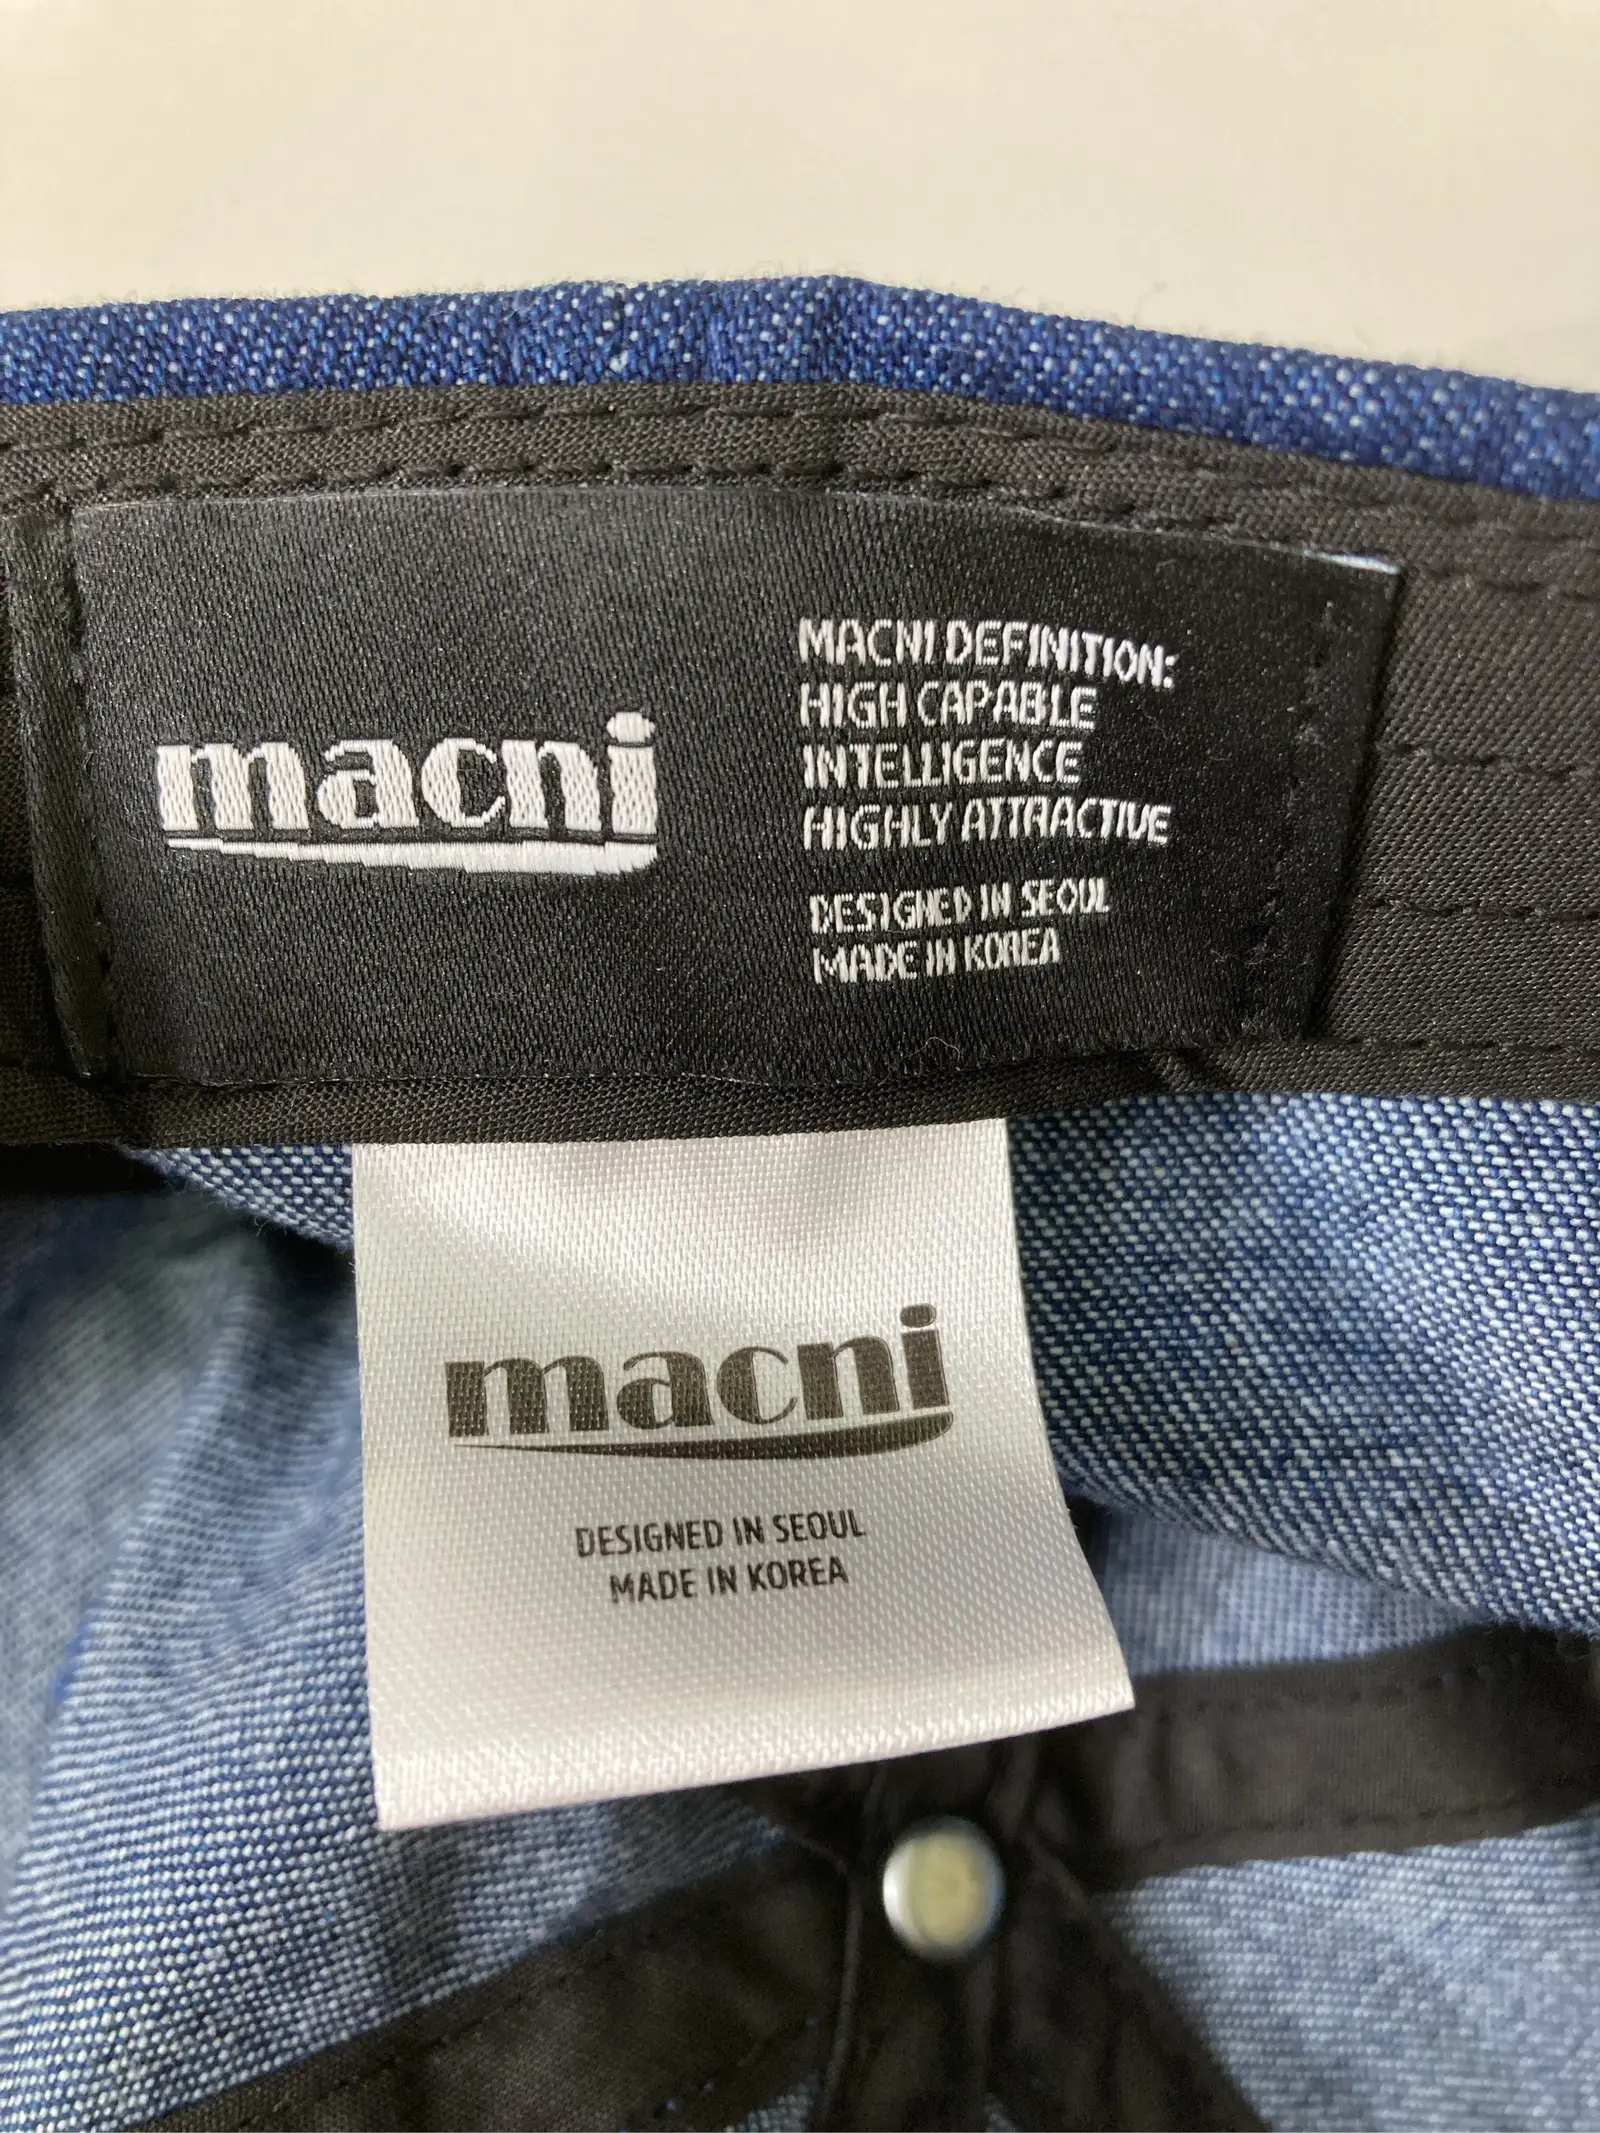 macni
MACNI DEFINITION:
HIGH CAPABLE
INTELLIGENCE
HIGHLY ATTRACTIVE
DESIGNED IN SEOUL
MADE IN KOREA
macni
DESIGNED IN SEOUL
MADE IN KOREA